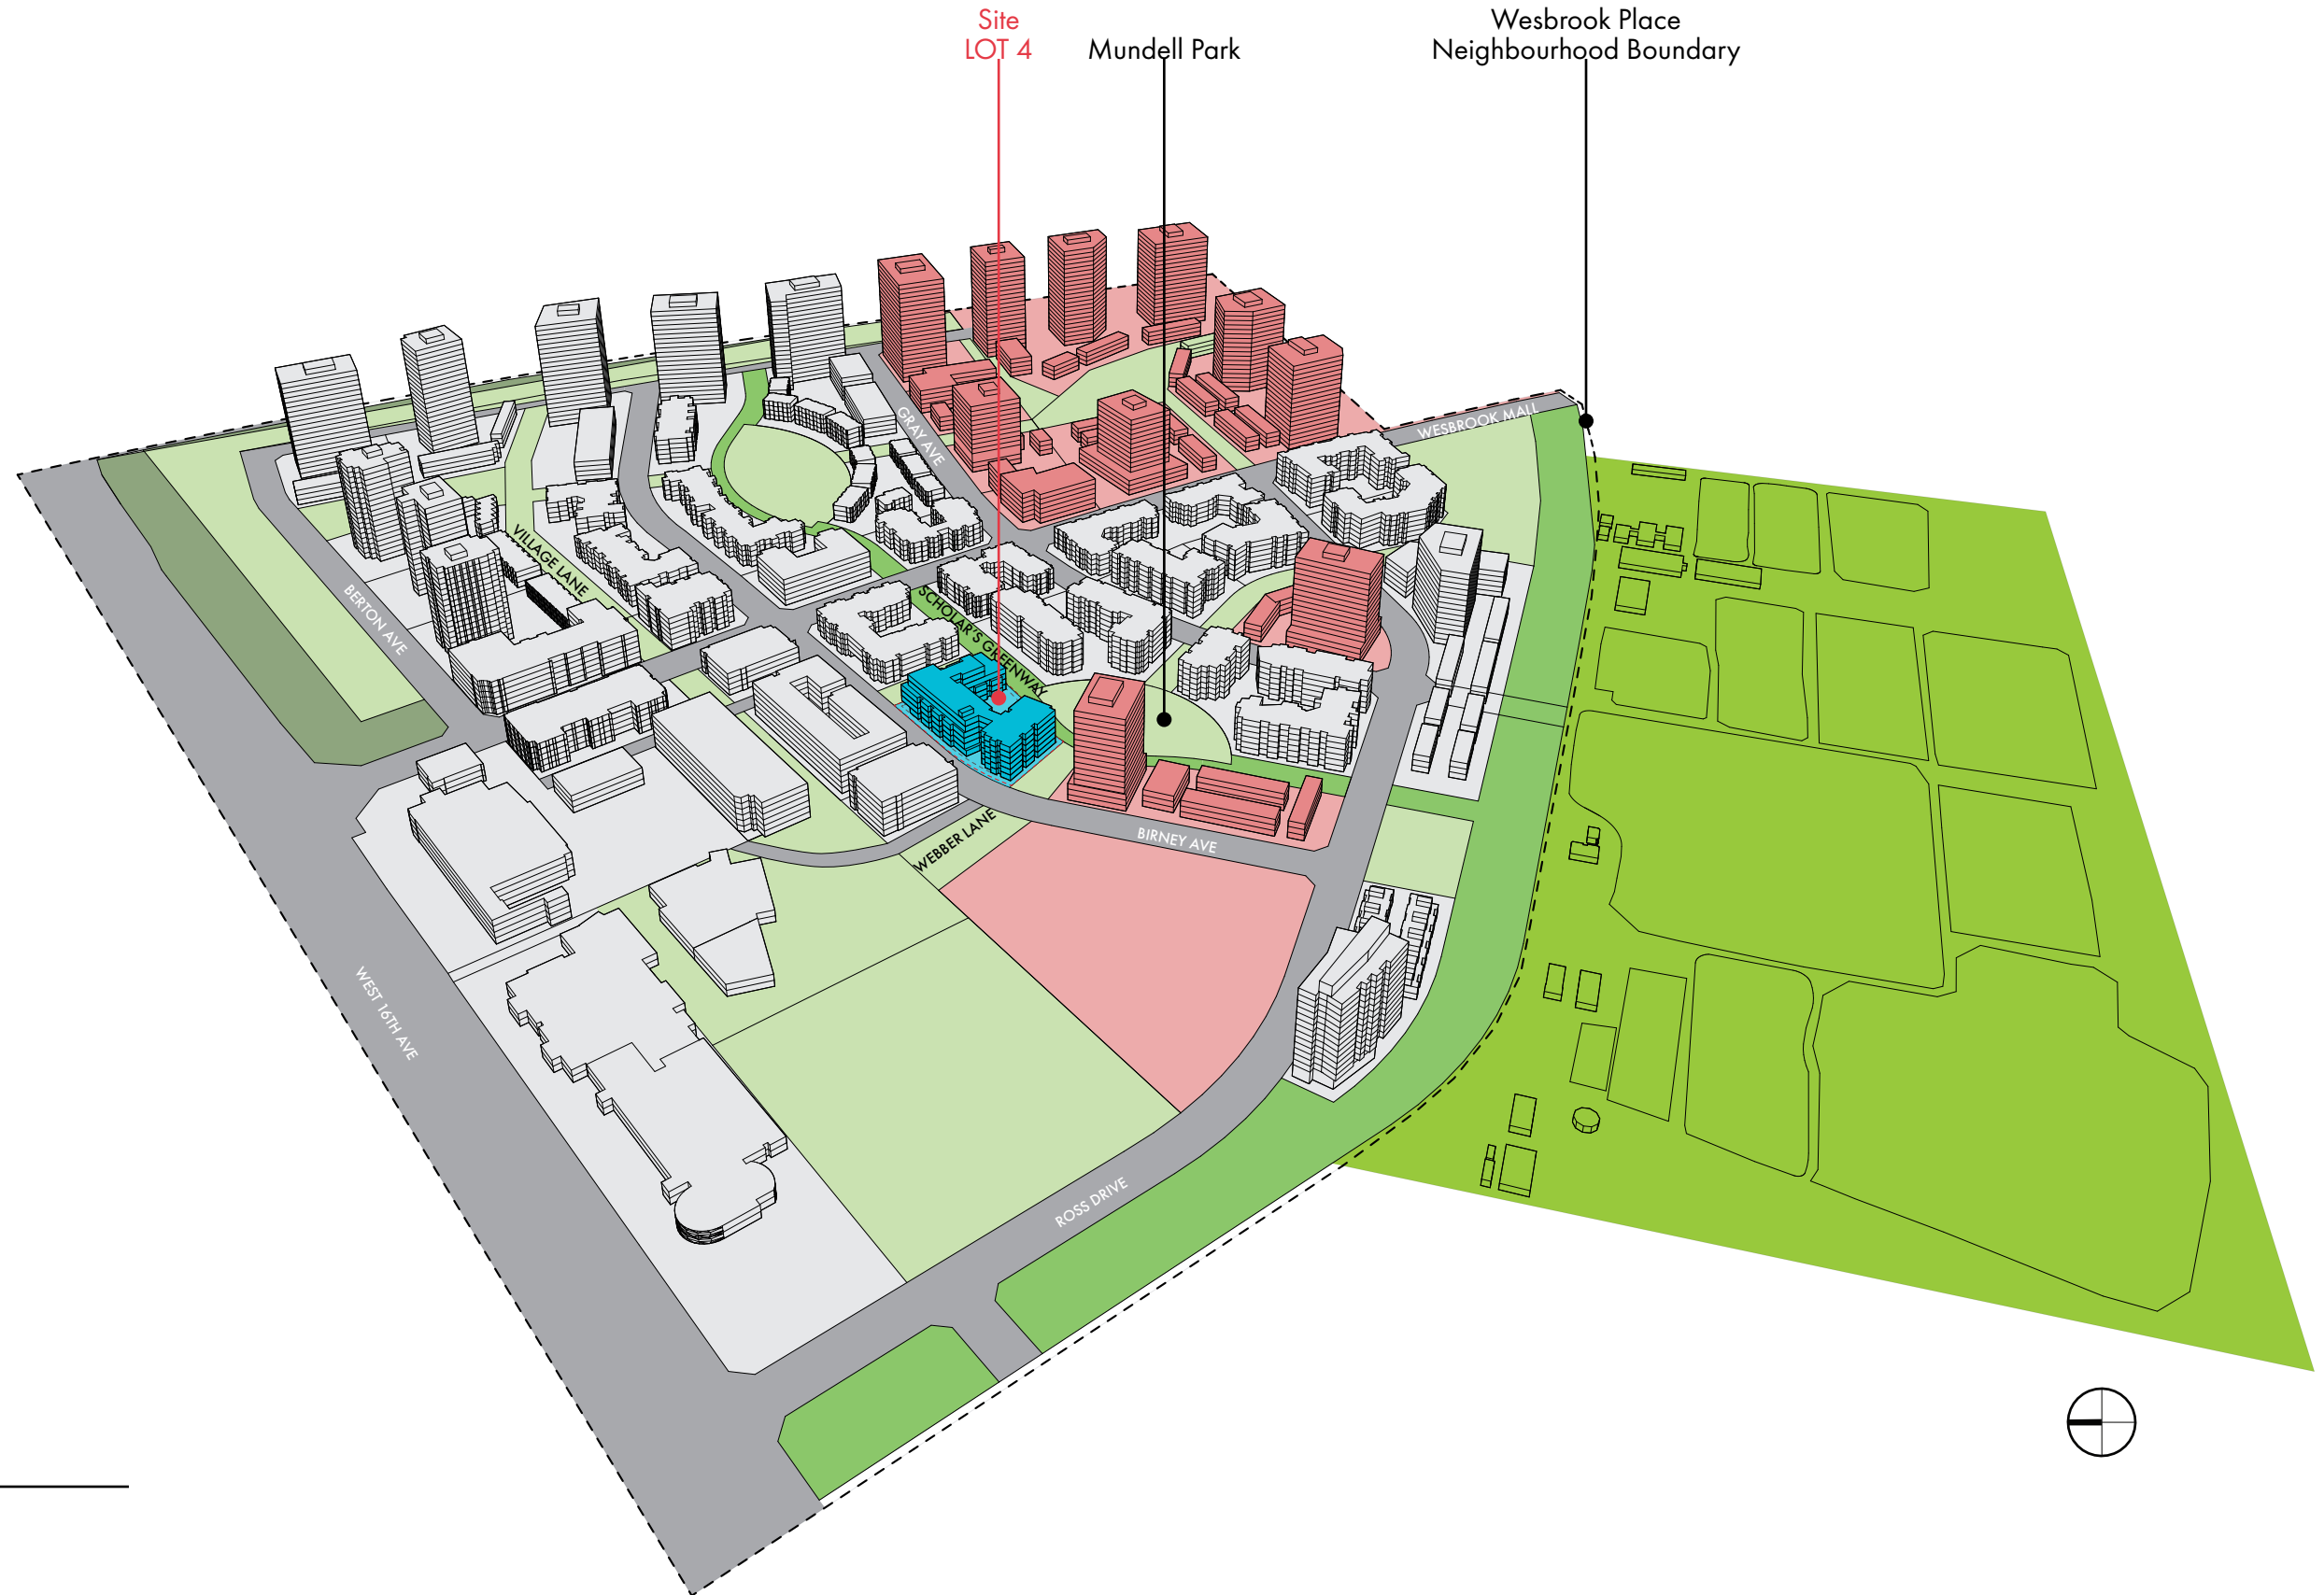 Site
LOT 4
Mundell Park
Wesbrook Place
Neighbourhood Boundary
WESBROOK MALL
GRAY AVE
VILLAGE LANE
BERTON AVE
SCHOLAR'S GREENWAY
WEBBER LANE
BIRNEY AVE
WEST 16TH AVE
ROSS DRIVE